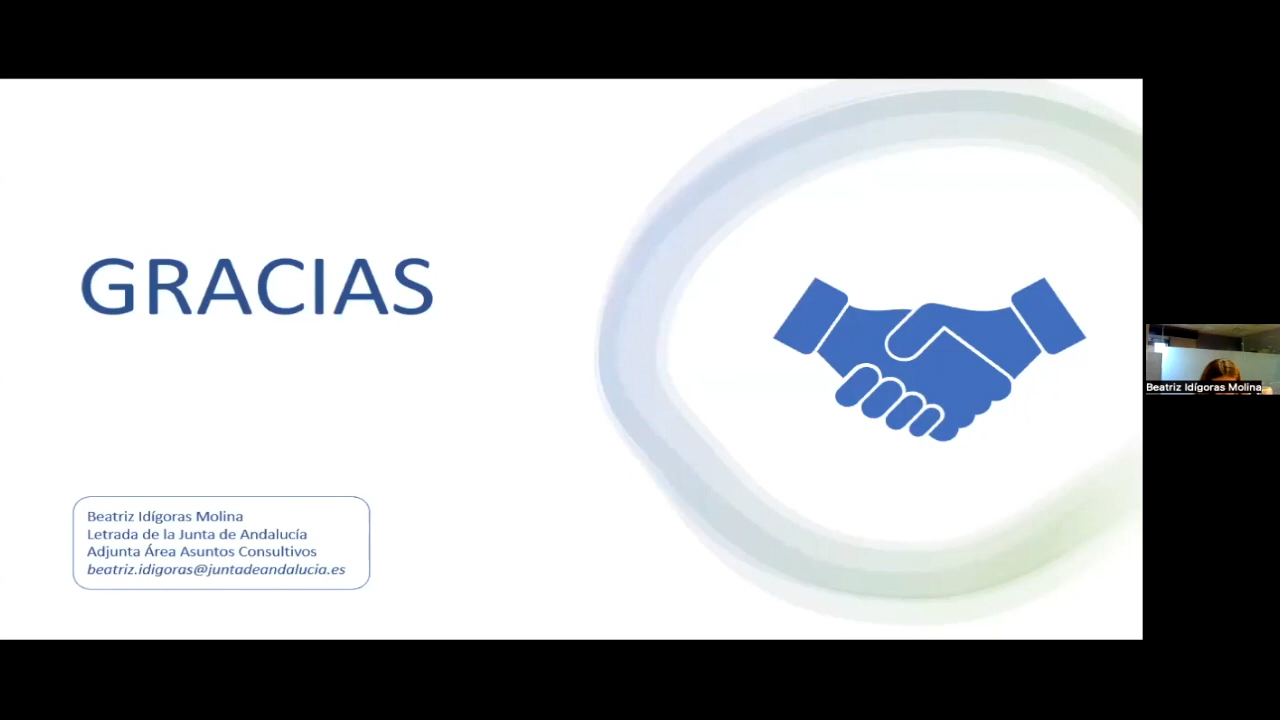 GRACIAS
Beatriz Idígoras Molina
Letrada de la Junta de Andalucía
Adjunta Área Asuntos Consultivos
beatriz.idigoras@juntadeandalucia.es
Beatriz Idígoras Molina